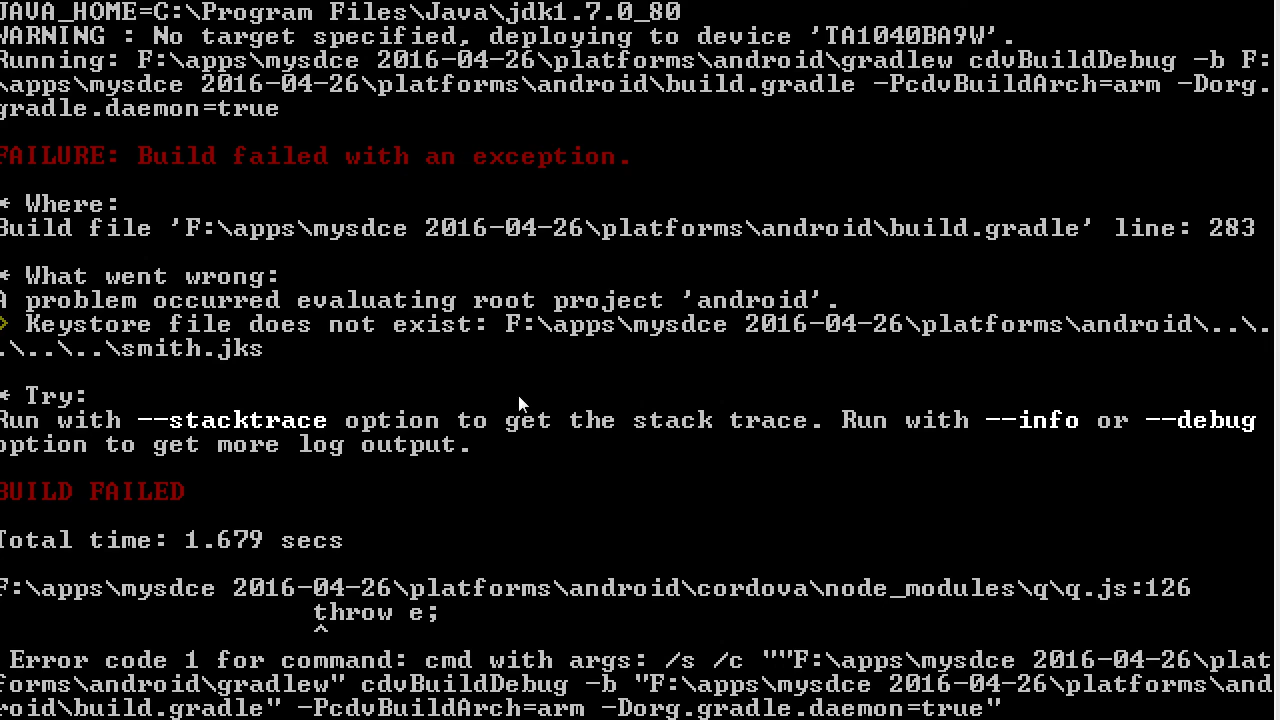 JAVA_HOME=C:\Program Files\Java\jdk1.7.0_80
WARNING : No target specified, deploying to device 'TA1040BA9W'.
Running: F:\apps\mysdce 2016-04-26\platforms\android\gradlew cdvBuildDebug -b F:
\apps\mysdce 2016-04-26\platforms\android\build.gradle -PcdvBuildArch=arm -Dorg.
gradle.daemon=true
FAILURE: Build failed with an exception.
* Where:
Build file 'F:\apps\mysdce 2016-04-26\platforms\android\build.gradle' line: 283
* What went wrong:
A problem occurred evaluating root project 'android'.
> Keystore file does not exist: F:\apps\mysdce 2016-04-26\platforms\android\..\.
.\..\..\smith.jks
* Try:
Run with --stacktrace option to get the stack trace. Run with --info or --debug
option to get more log output.
BUILD FAILED
Total time: 1.679 secs
F:\apps\mysdce 2016-04-26\platforms\android\cordova\node_modules\q\q.js:126
throw e;
^
Error code 1 for command: cmd with args: /s /c ""F:\apps\mysdce 2016-04-26\plat
forms\android\gradlew" cdvBuildDebug -b "F:\apps\mysdce 2016-04-26\platforms\and
roid\build.gradle" -PcdvBuildArch=arm -Dorg.gradle.daemon=true"